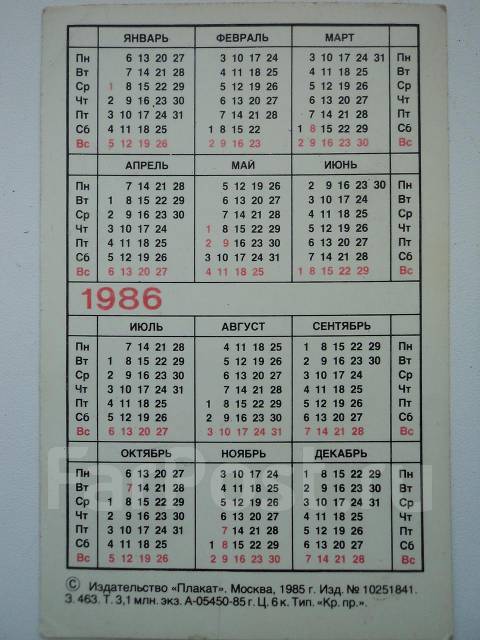 ЯНВАРЬ ФЕВРАЛЬ МАРТ
Пн 6 13 20 27 3 10 17 24 3 10 17 24 31 Пн
Вт 7 14 21 28 4 11 18 25 4 11 18 25 Вт
Ср 1 8 15 22 29 5 12 19 26 5 12 19 26 Ср
Чт 2 9 16 23 30 6 13 20 27 6 13 20 27 Чт
Пт 3 10 17 24 31 7 14 21 28 7 14 21 28 Пт
Сб 4 11 18 25 1 8 15 22 1 8 15 22 29 Сб
Вс 5 12 19 26 2 9 16 23 2 9 16 23 30 Вс
АПРЕЛЬ МАЙ ИЮНЬ
Пн 7 14 21 28 5 12 19 26 2 9 16 23 30 Пн
Вт 1 8 15 22 29 6 13 20 27 3 10 17 24 Вт
Ср 2 9 16 23 30 7 14 21 28 4 11 18 25 Ср
Чт 3 10 17 24 1 8 15 22 29 5 12 19 26 Чт
Пт 4 11 18 25 2 9 16 23 30 6 13 20 27 Пт
Сб 5 12 19 26 3 10 17 24 31 7 14 21 28 Сб
Вс 6 13 20 27 4 11 18 25 1 8 15 22 29 Вс
1986
ИЮЛЬ АВГУСТ СЕНТЯБРЬ
Пн 7 14 21 28 4 11 18 25 1 8 15 22 29 Пн
Вт 1 8 15 22 29 5 12 19 26 2 9 16 23 30 Вт
Ср 2 9 16 23 30 6 13 20 27 3 10 17 24 Ср
Чт 3 10 17 24 31 7 14 21 28 4 11 18 25 Чт
Пт 4 11 18 25 1 8 15 22 29 5 12 19 26 Пт
Сб 5 12 19 26 2 9 16 23 30 6 13 20 27 Сб
Вс 6 13 20 27 3 10 17 24 31 7 14 21 28 Вс
ОКТЯБРЬ НОЯБРЬ ДЕКАБРЬ
Пн 6 13 20 27 3 10 17 24 1 8 15 22 29 Пн
Вт 7 14 21 28 4 11 18 25 2 9 16 23 30 Вт
Ср 1 8 15 22 29 5 12 19 26 3 10 17 24 31 Ср
Чт 2 9 16 23 30 6 13 20 27 4 11 18 25 Чт
Пт 3 10 17 24 31 7 14 21 28 5 12 19 26 Пт
Сб 4 11 18 25 1 8 15 22 29 6 13 20 27 Сб
Вс 5 12 19 26 2 9 16 23 30 7 14 21 28 Вс
FarPost.ru
© Издательство «Плакат». Москва, 1985 г. Изд. № 10251841.
З. 463. Т. 3,1 млн. экз. А-05450-85 г. Ц. 6 к. Тип. «Кр. пр.».